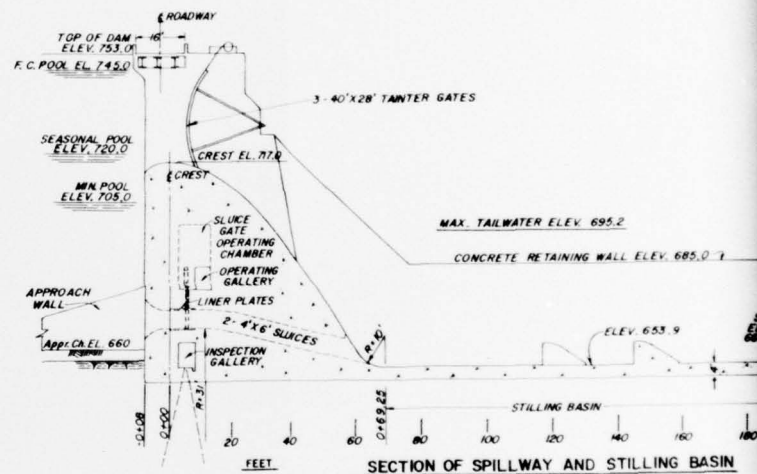 ℄ ROADWAY
16'
TOP OF DAM
ELEV. 753.0
F. C. POOL EL. 745.0
3 - 40'X28' TAINTER GATES
SEASONAL POOL
ELEV. 720.0
CREST EL. 717.0
℄ CREST
MIN. POOL
ELEV. 705.0
MAX. TAILWATER ELEV. 695.2
SLUICE
GATE
OPERATING
CHAMBER
CONCRETE RETAINING WALL ELEV. 685.0
OPERATING
GALLERY
APPROACH
WALL
LINER PLATES
2 - 4'X6' SLUICES
R=10'
ELEV. 653.9
Appr. Ch. EL. 660
INSPECTION
GALLERY
R=31'
4'
-0+08
0+00
0+69.25
STILLING BASIN
20 40 80 100 120 140 160 180
FEET
SECTION OF SPILLWAY AND STILLING BASIN